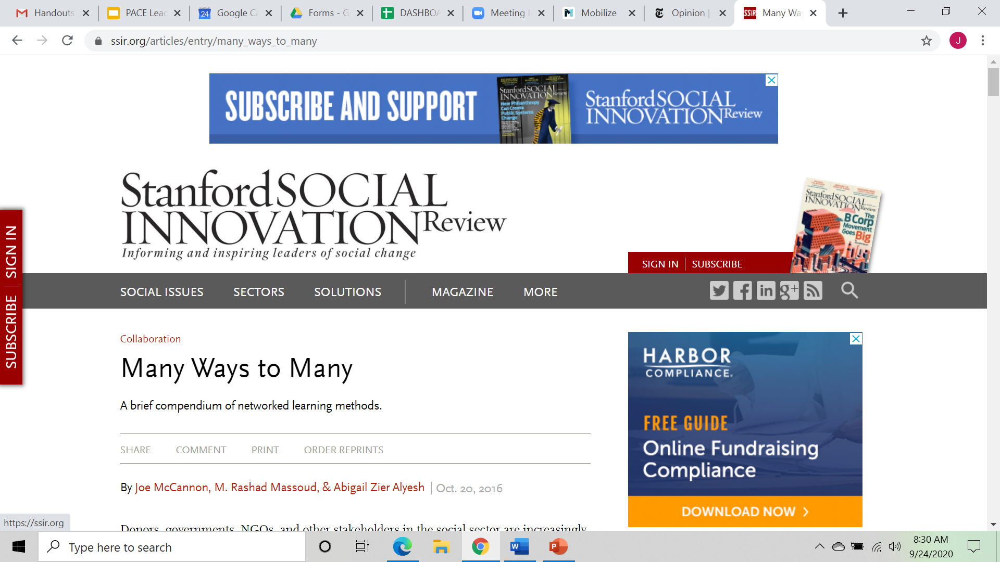 Handouts
PACE Lead
Google Ca
Forms - G
DASHBOA
Meeting I
Mobilize
Opinion |
SSIR
Many Way
ssir.org/articles/entry/many_ways_to_many
J
SUBSCRIBE AND SUPPORT
Stanford SOCIAL
INNOVATION Review
How Philanthropy
Can Create
Public Systems
Change
Stanford SOCIAL
INNOVATION Review
Stanford SOCIAL
INNOVATION Review
Informing and inspiring leaders of social change
Stanford SOCIAL
INNOVATION Review
The
B Corp
Movement
Goes Big
SIGN IN | SUBSCRIBE
SUBSCRIBE | SIGN IN
SOCIAL ISSUES
SECTORS
SOLUTIONS
MAGAZINE
MORE
Collaboration
Many Ways to Many
A brief compendium of networked learning methods.
SHARE
COMMENT
PRINT
ORDER REPRINTS
By Joe McCannon, M. Rashad Massoud, & Abigail Zier Alyesh | Oct. 20, 2016
Donors, governments, NGOs, and other stakeholders in the social sector are increasingly
HARBOR
COMPLIANCE.
FREE GUIDE
Online Fundraising
Compliance
DOWNLOAD NOW >
https://ssir.org
Type here to search
8:30 AM
9/24/2020